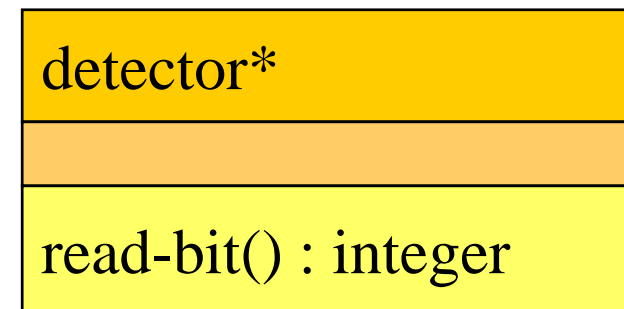 detector*
read-bit() : integer